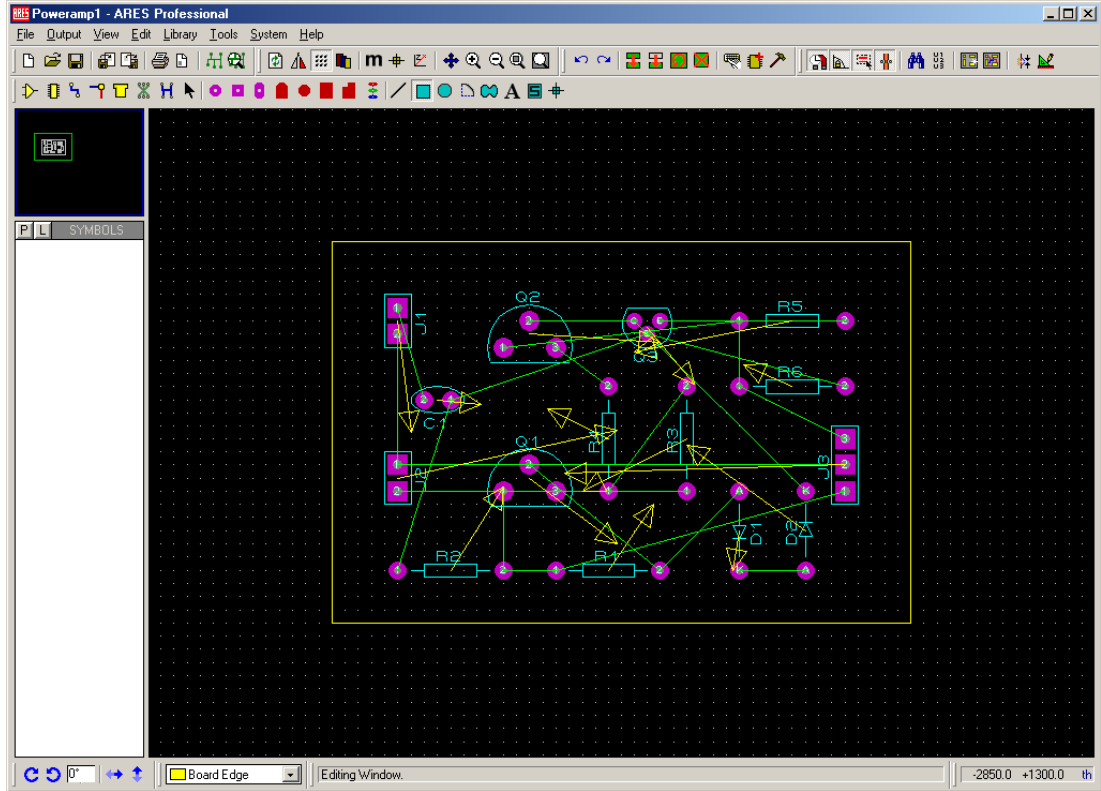 Poweramp1 - ARES Professional
File Output View Edit Library Tools System Help
P L SYMBOLS
Q2
R5
J1
Q3
R6
C1
Q1
R4
R3
J2
J3
D1
D2
R2
R1
0°
Board Edge
Editing Window.
-2850.0 +1300.0 th